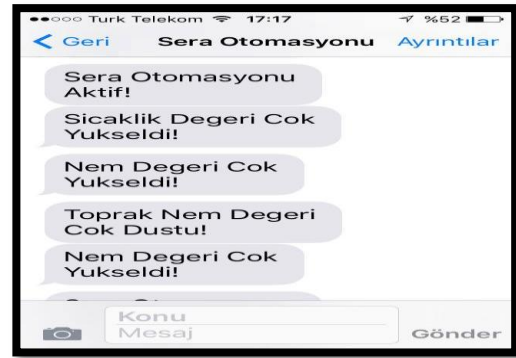 Turk Telekom 17:17 %52
Geri Sera Otomasyonu Ayrıntılar
Sera Otomasyonu
Aktif!
Sicaklik Degeri Cok
Yukseldi!
Nem Degeri Cok
Yukseldi!
Toprak Nem Degeri
Cok Dustu!
Nem Degeri Cok
Yukseldi!
Konu
Mesaj Gönder